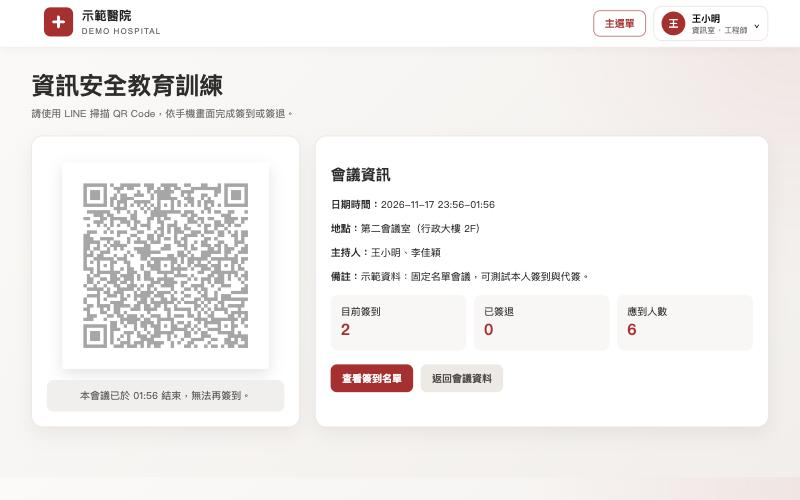 示範醫院
DEMO HOSPITAL
主選單
王
王小明
資訊室 · 工程師
資訊安全教育訓練
請使用 LINE 掃描 QR Code，依手機畫面完成簽到或簽退。
本會議已於 01:56 結束，無法再簽到。
會議資訊
日期時間：2026–11–17 23:56–01:56
地點：第二會議室（行政大樓 2F）
主持人：王小明、李佳穎
備註：示範資料：固定名單會議，可測試本人簽到與代簽。
目前簽到
2
已簽退
0
應到人數
6
查看簽到名單
返回會議資料